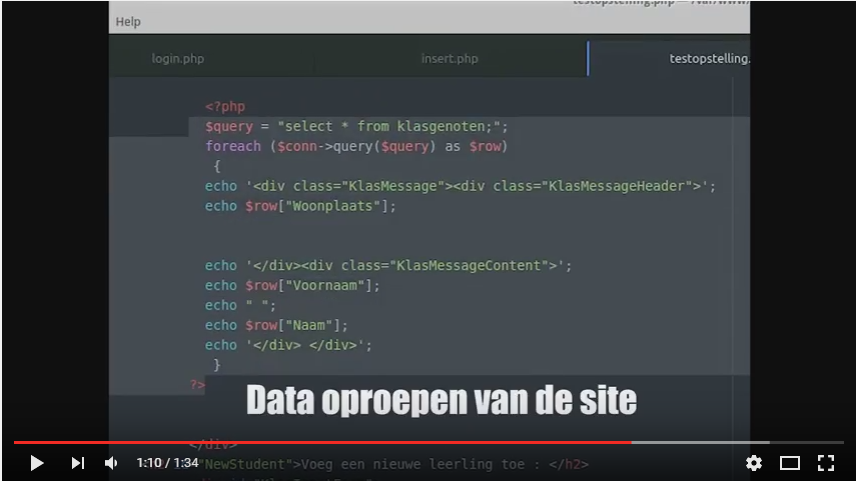 testopstelling.php — /var/www/
Help
login.php insert.php testopstelling.
<?php
$query = "select * from klasgenoten;";
foreach ($conn->query($query) as $row)
{
echo '<div class="KlasMessage"><div class="KlasMessageHeader">';
echo $row["Woonplaats"];
echo '</div><div class="KlasMessageContent">';
echo $row["Voornaam"];
echo " ";
echo $row["Naam"];
echo '</div> </div>';
}
?>
Data oproepen van de site
</div>
"NewStudent">Voeg een nieuwe leerling toe : </h2>
1:10 / 1:34